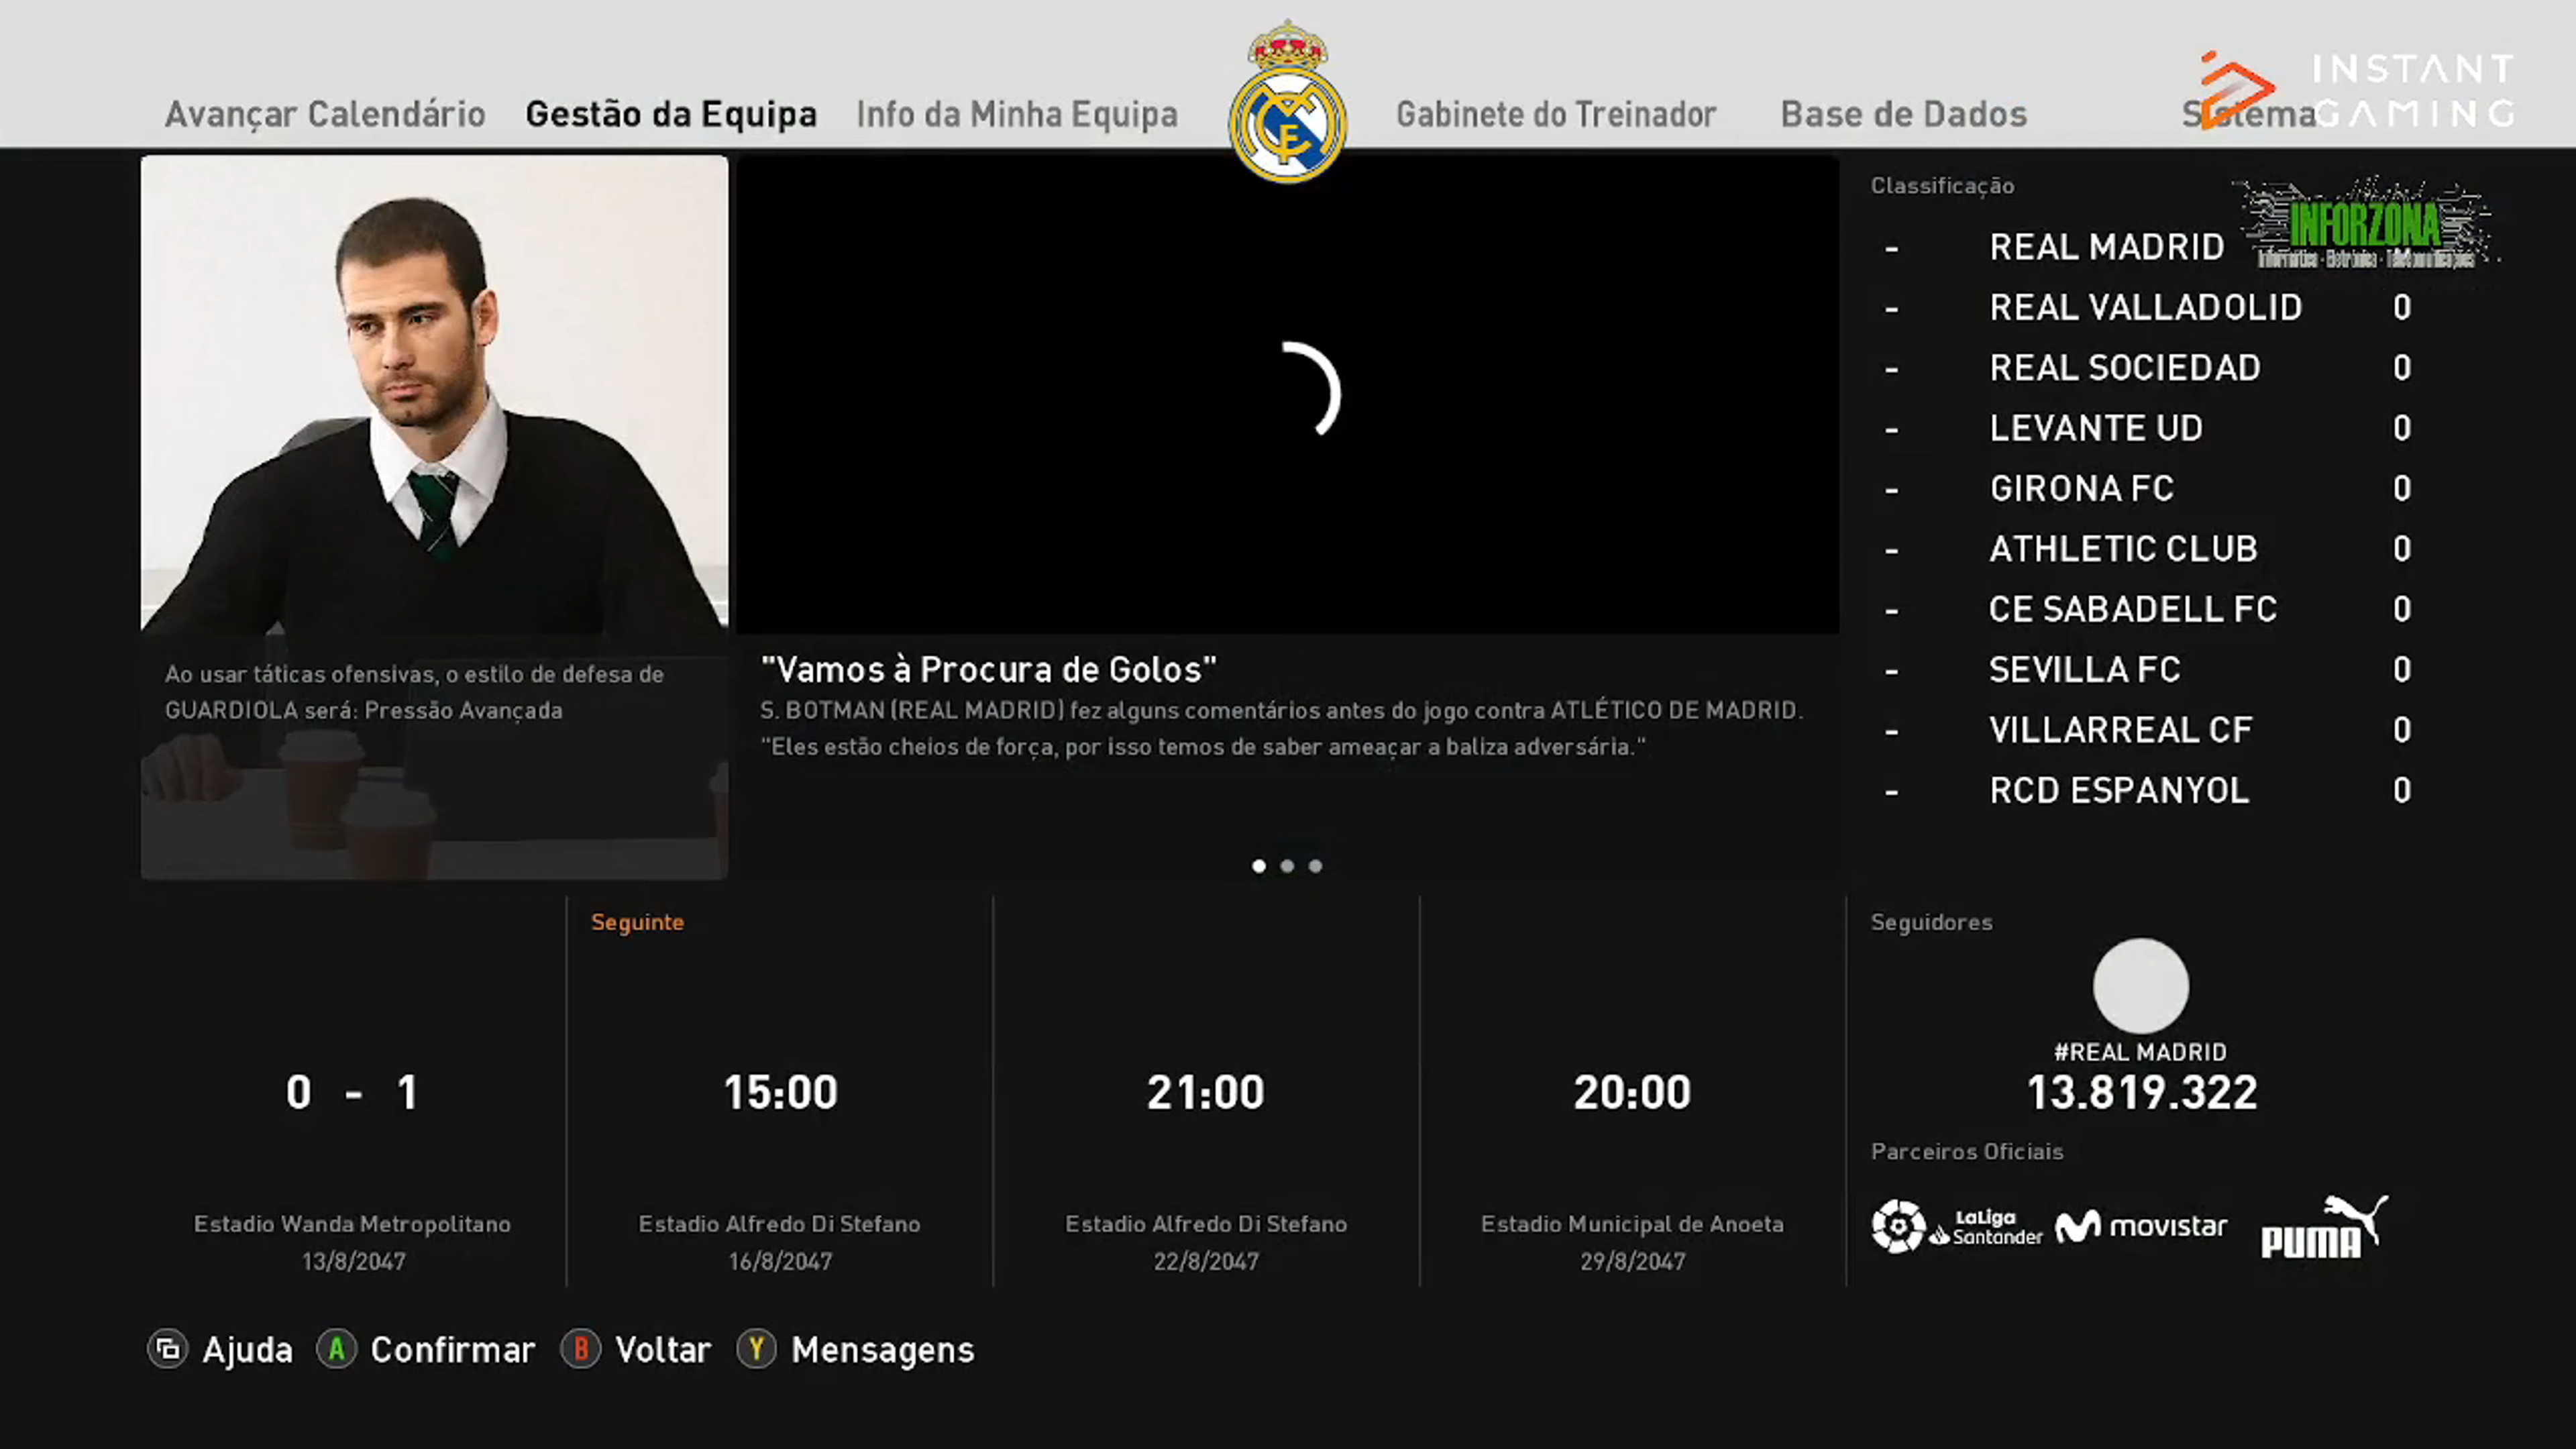 INSTANT
GAMING
Avançar Calendário
Gestão da Equipa
Info da Minha Equipa
Gabinete do Treinador
Base de Dados
Sistema
Classificação
INFORZONA
Informática - Eletrónica - Telecomunicações
- REAL MADRID
- REAL VALLADOLID 0
- REAL SOCIEDAD 0
- LEVANTE UD 0
- GIRONA FC 0
- ATHLETIC CLUB 0
- CE SABADELL FC 0
- SEVILLA FC 0
- VILLARREAL CF 0
- RCD ESPANYOL 0
Ao usar táticas ofensivas, o estilo de defesa de
GUARDIOLA será: Pressão Avançada
"Vamos à Procura de Golos"
S. BOTMAN (REAL MADRID) fez alguns comentários antes do jogo contra ATLÉTICO DE MADRID.
"Eles estão cheios de força, por isso temos de saber ameaçar a baliza adversária."
0 - 1
Estadio Wanda Metropolitano
13/8/2047
Seguinte
15:00
Estadio Alfredo Di Stefano
16/8/2047
21:00
Estadio Alfredo Di Stefano
22/8/2047
20:00
Estadio Municipal de Anoeta
29/8/2047
Seguidores
#REAL MADRID
13.819.322
Parceiros Oficiais
LaLiga
Santander
movistar
PUMA
Ajuda
A Confirmar
B Voltar
Y Mensagens